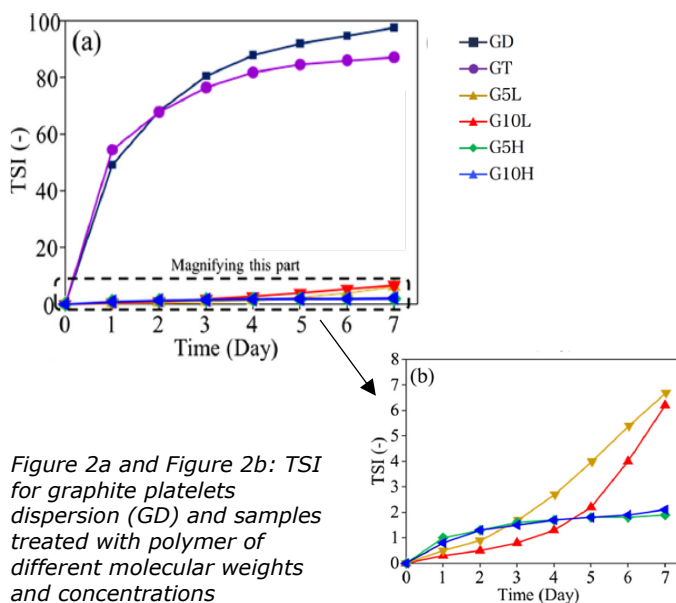 (a)
100
80
60
40
20
0
TSI (-)
Magnifying this part
0 1 2 3 4 5 6 7
Time (Day)
GD
GT
G5L
G10L
G5H
G10H
(b)
8
7
6
5
4
3
2
1
0
TSI (-)
0 1 2 3 4 5 6 7
Time (Day)
Figure 2a and Figure 2b: TSI
for graphite platelets
dispersion (GD) and samples
treated with polymer of
different molecular weights
and concentrations